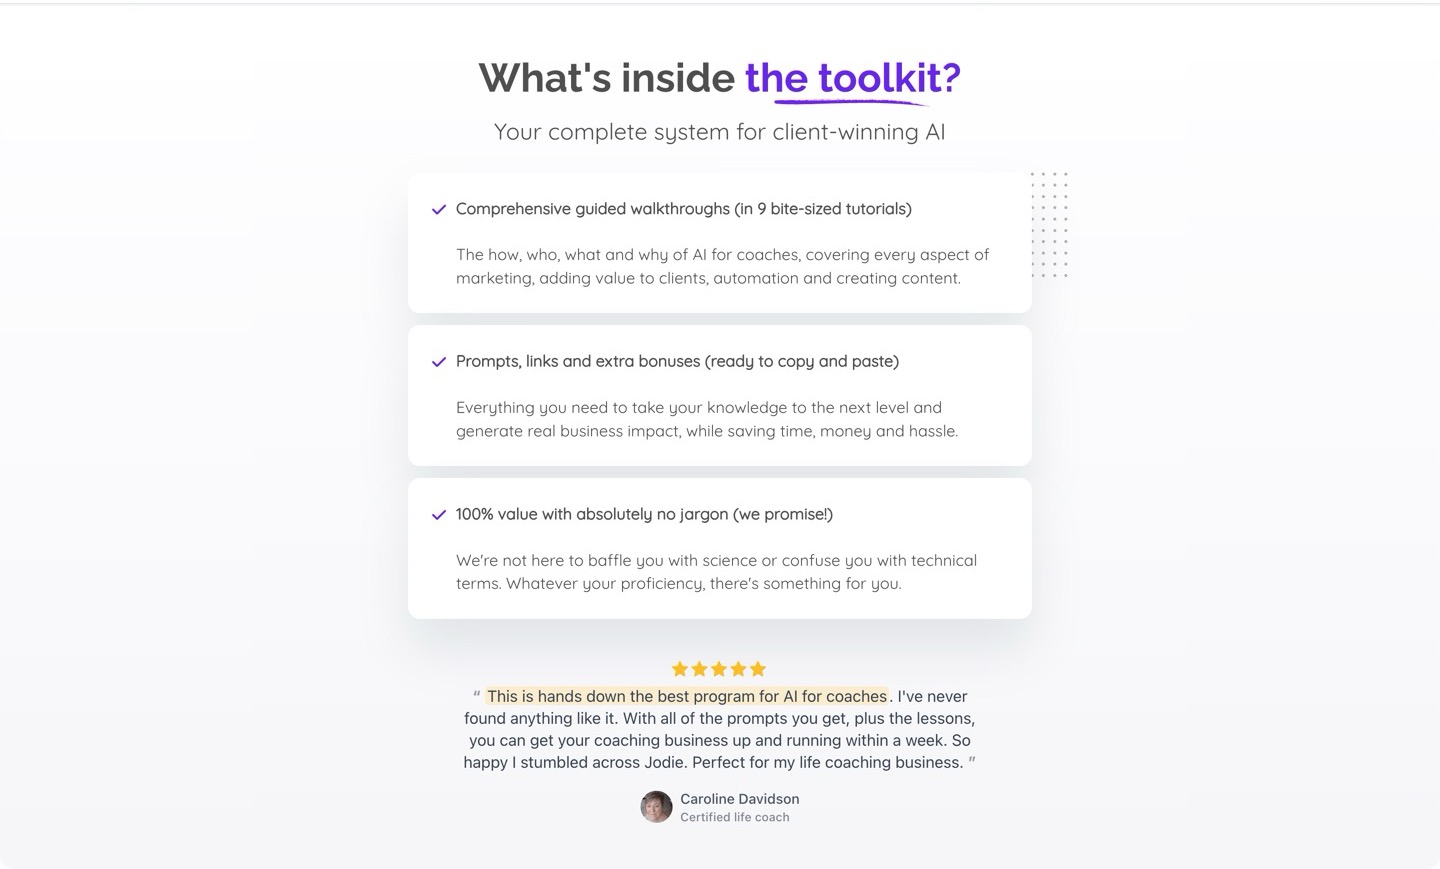 What's inside the toolkit?
Your complete system for client-winning AI
Comprehensive guided walkthroughs (in 9 bite-sized tutorials)
The how, who, what and why of AI for coaches, covering every aspect of
marketing, adding value to clients, automation and creating content.
Prompts, links and extra bonuses (ready to copy and paste)
Everything you need to take your knowledge to the next level and
generate real business impact, while saving time, money and hassle.
100% value with absolutely no jargon (we promise!)
We're not here to baffle you with science or confuse you with technical
terms. Whatever your proficiency, there's something for you.
“ This is hands down the best program for AI for coaches. I've never
found anything like it. With all of the prompts you get, plus the lessons,
you can get your coaching business up and running within a week. So
happy I stumbled across Jodie. Perfect for my life coaching business. ”
Caroline Davidson
Certified life coach